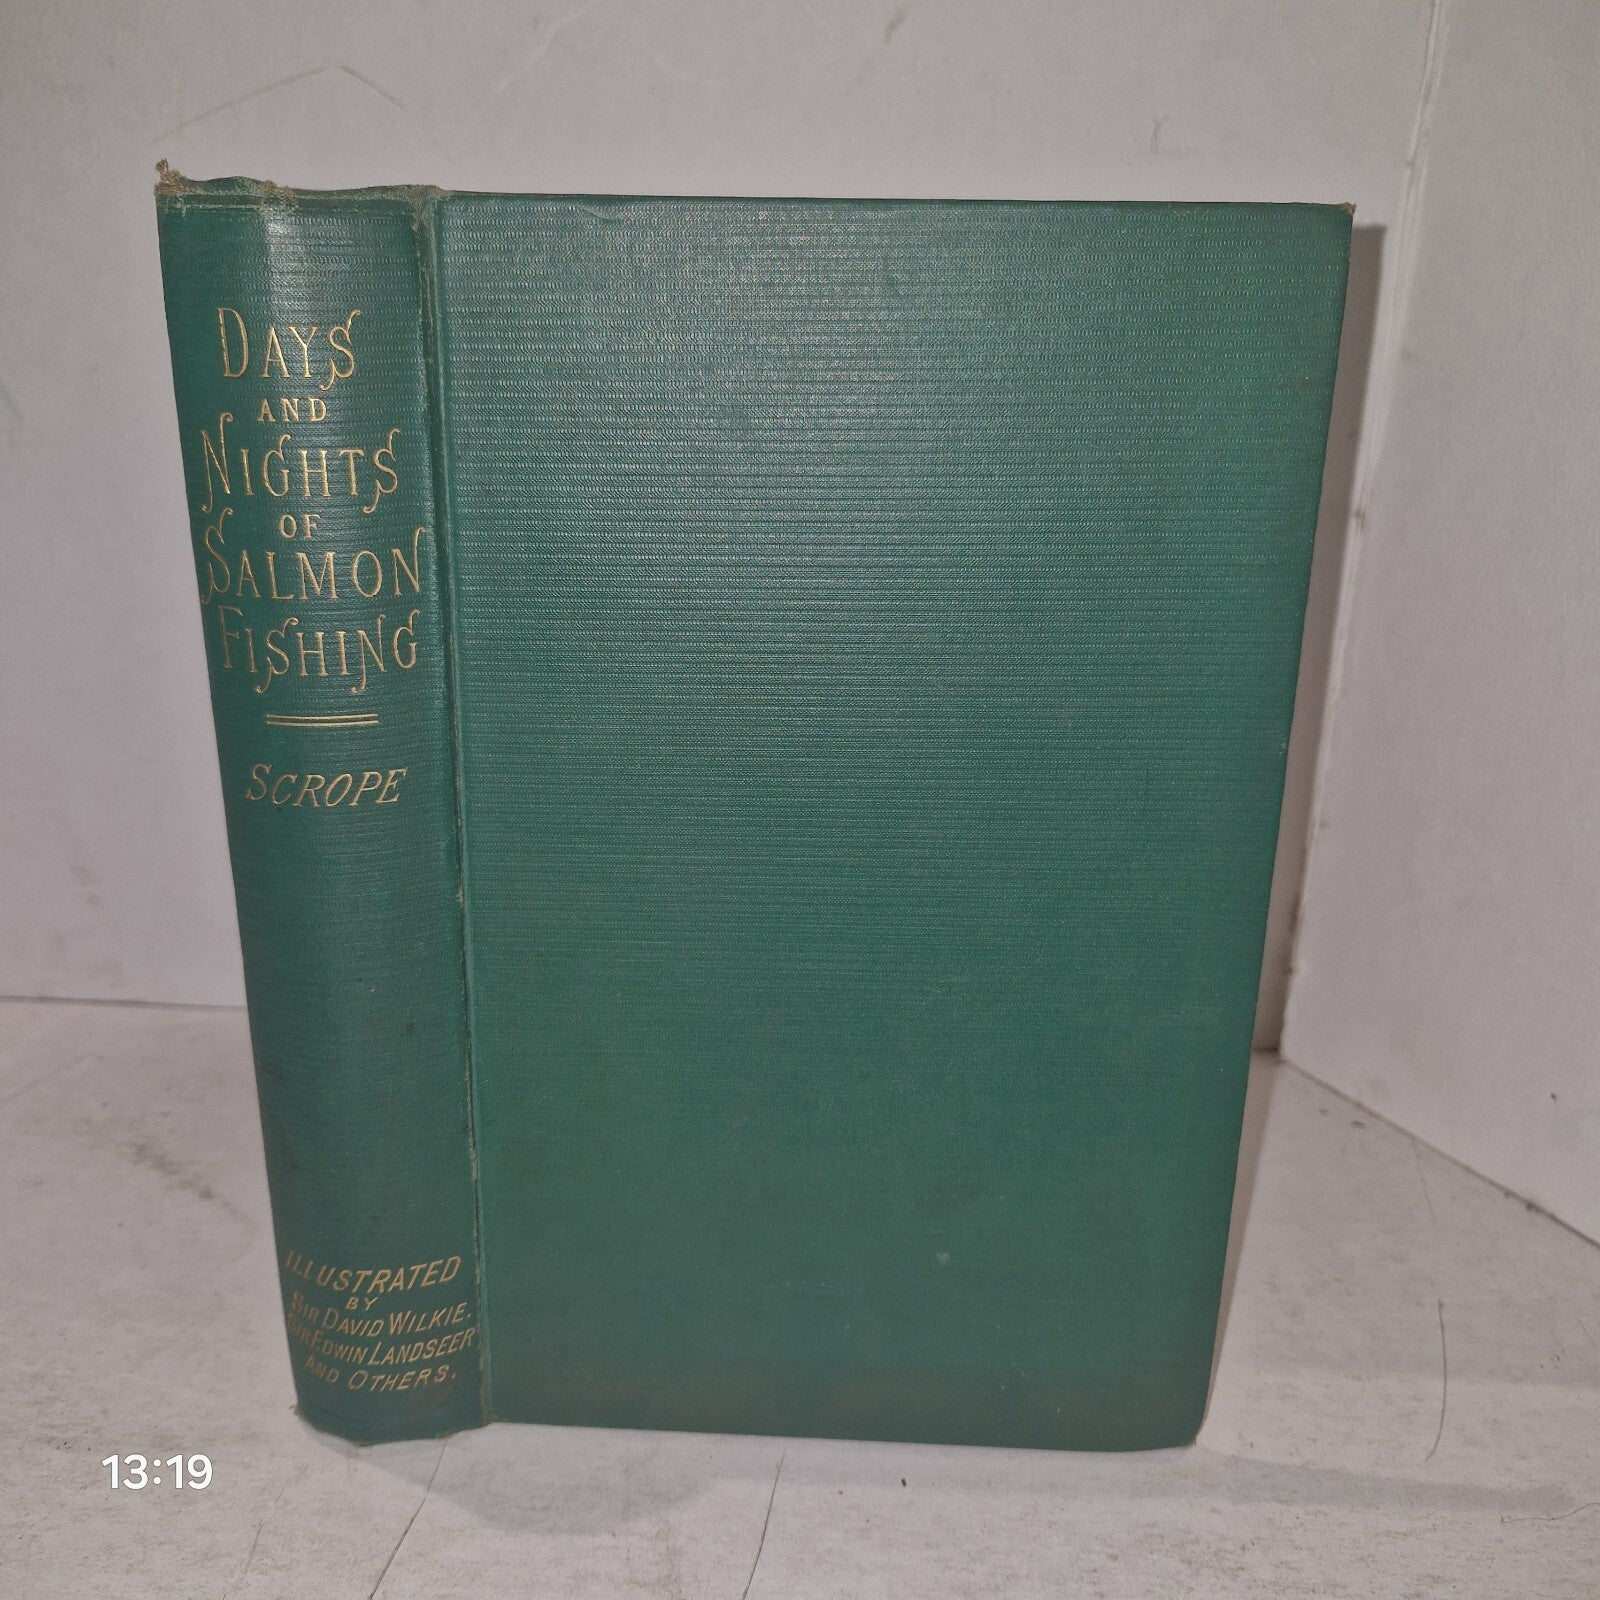 DAYS
AND
NIGHTS
OF
SALMON
FISHING
SCROPE
ILLUSTRATED
BY
SIR DAVID WILKIE.
SIR EDWIN LANDSEER
AND OTHERS.
13:19